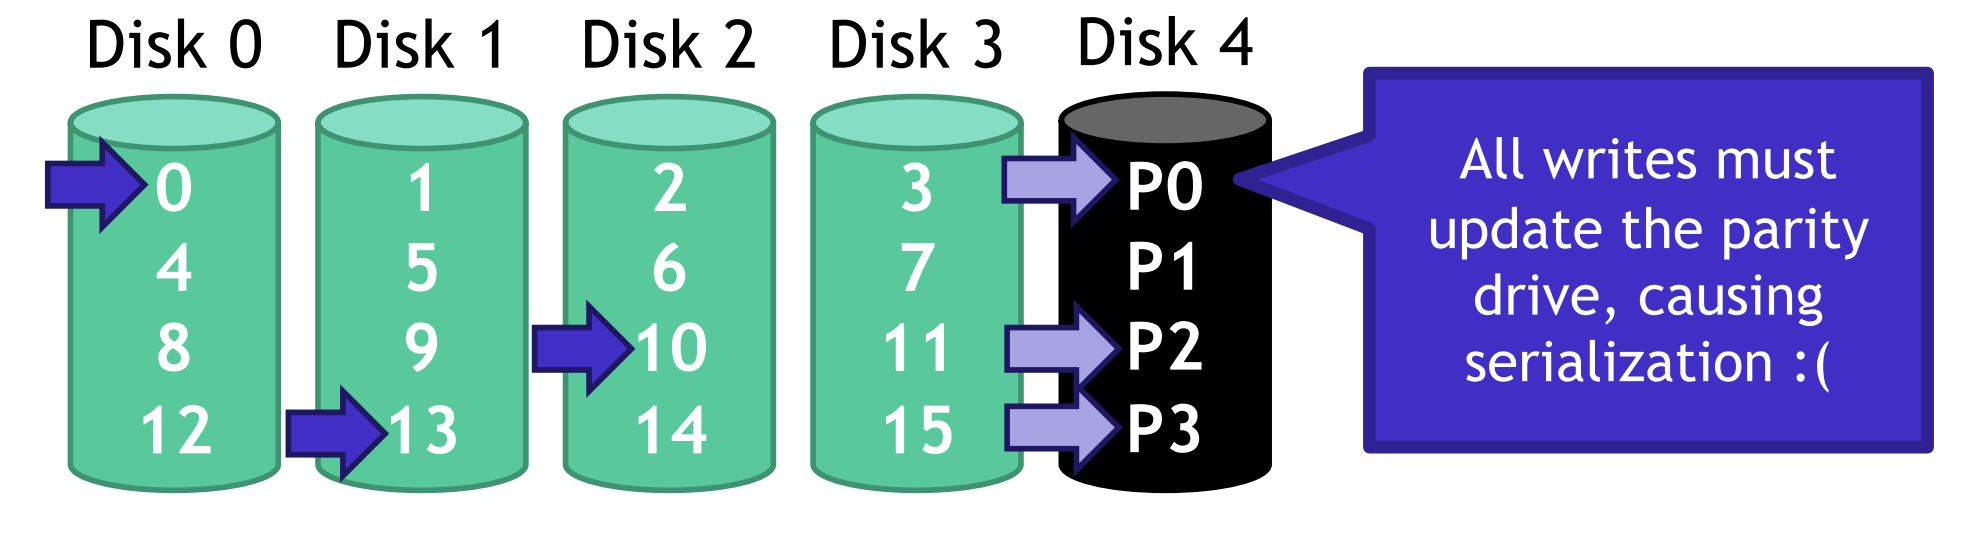 Disk 0 Disk 1 Disk 2 Disk 3 Disk 4
0 1 2 3 P0
4 5 6 7 P1
8 9 10 11 P2
12 13 14 15 P3
All writes must
update the parity
drive, causing
serialization :(